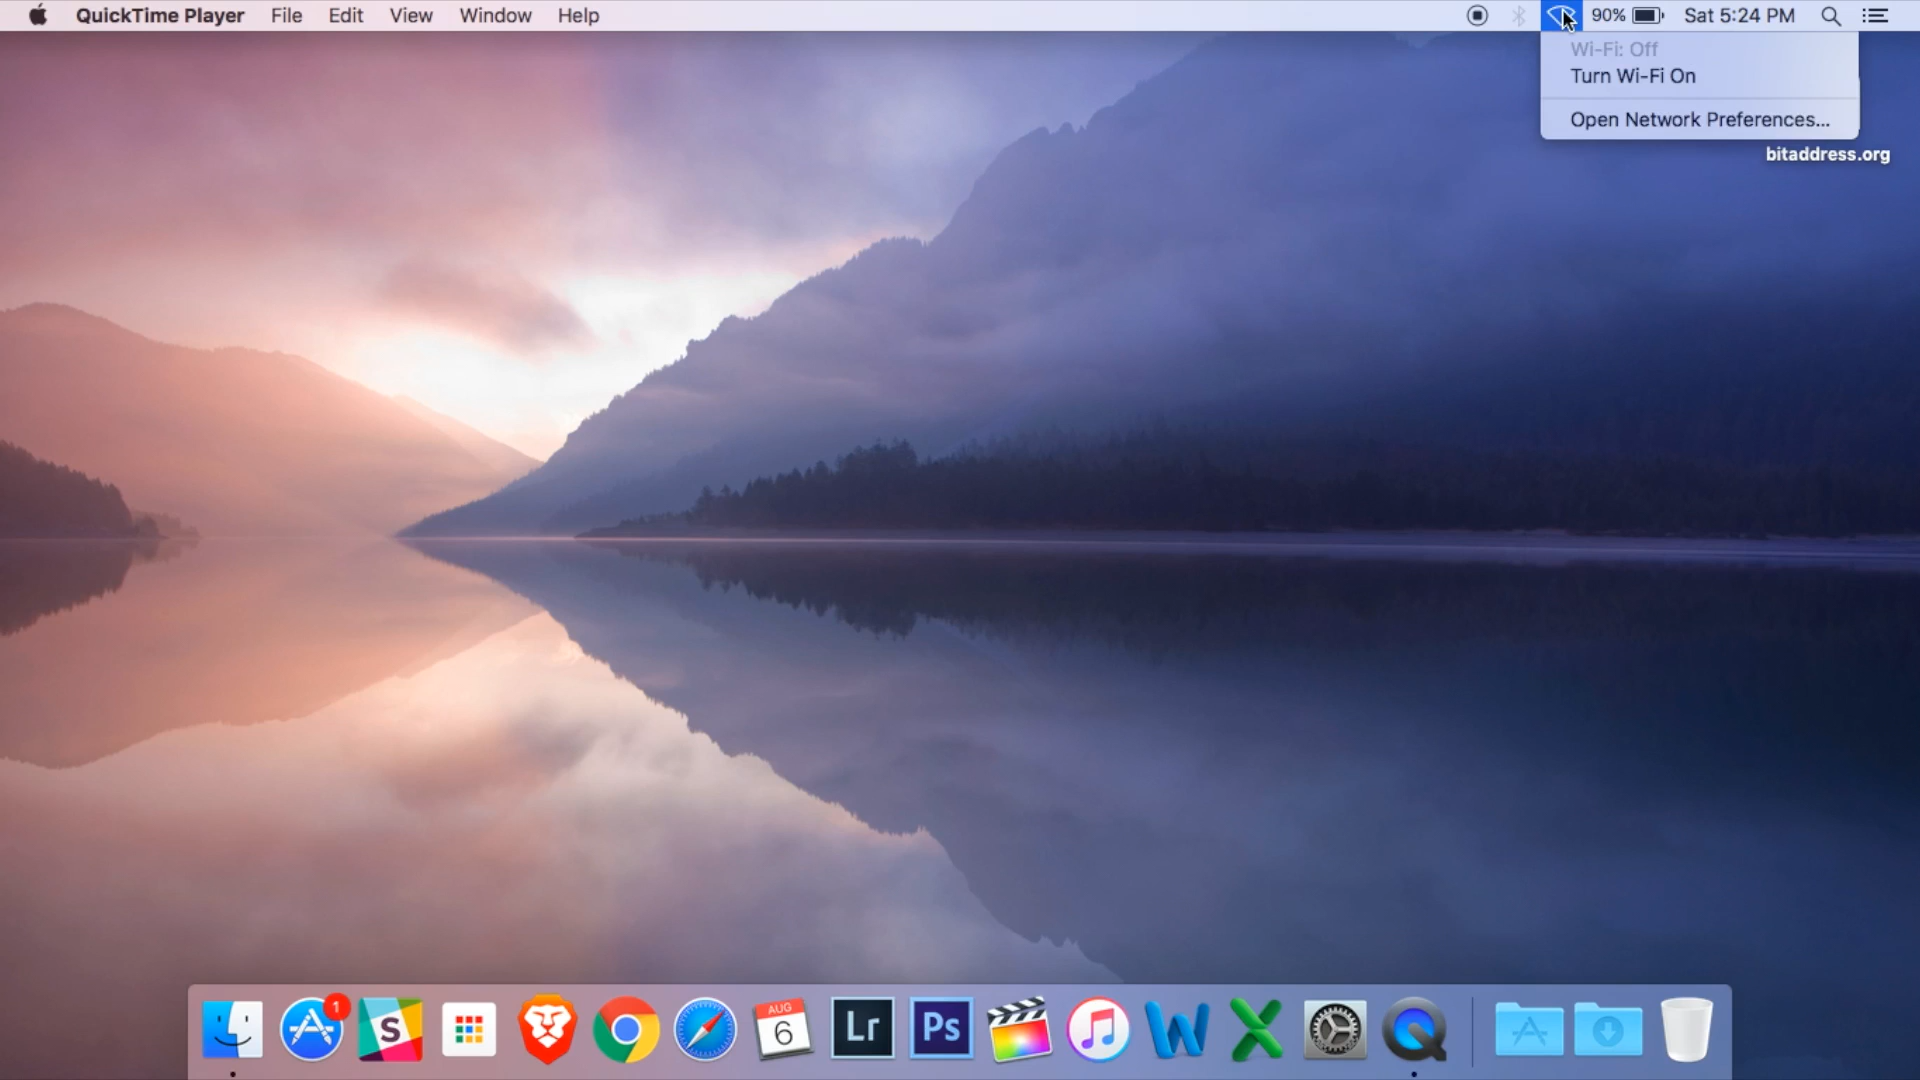 QuickTime Player File Edit View Window Help 90% Sat 5:24 PM
Wi-Fi: Off
Turn Wi-Fi On
Open Network Preferences...
bitaddress.org
1
S
AUG
6
Lr
Ps